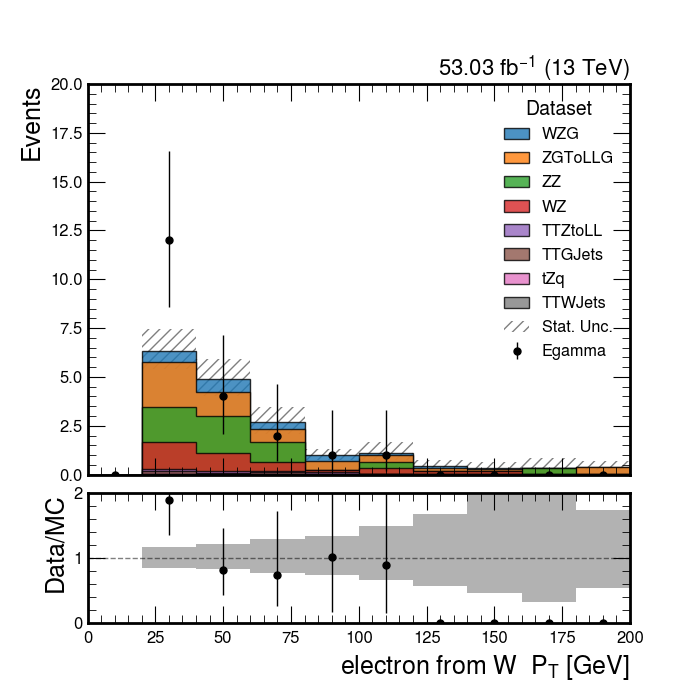 53.03 fb⁻¹ (13 TeV)
Events
20.0
17.5
15.0
12.5
10.0
7.5
5.0
2.5
0.0
Dataset
WZG
ZGToLLG
ZZ
WZ
TTZtoLL
TTGJets
tZq
TTWJets
Stat. Unc.
Egamma
Data/MC
2
1
0
0 25 50 75 100 125 150 175 200
electron from W P_T [GeV]